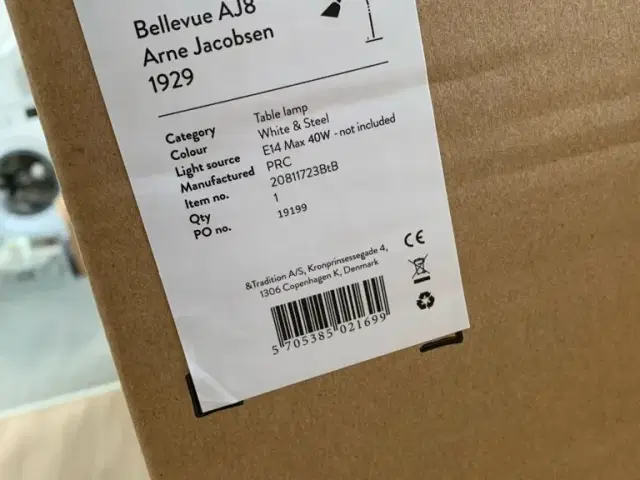 Bellevue AJ8
Arne Jacobsen
1929
Category Table lamp
Colour White & Steel
Light source E14 Max 40W - not included
Manufactured PRC
Item no. 20811723BtB
Qty 1
PO no. 19199
&Tradition A/S, Kronprinsessegade 4,
1306 Copenhagen K, Denmark
CE
5 705385 021699